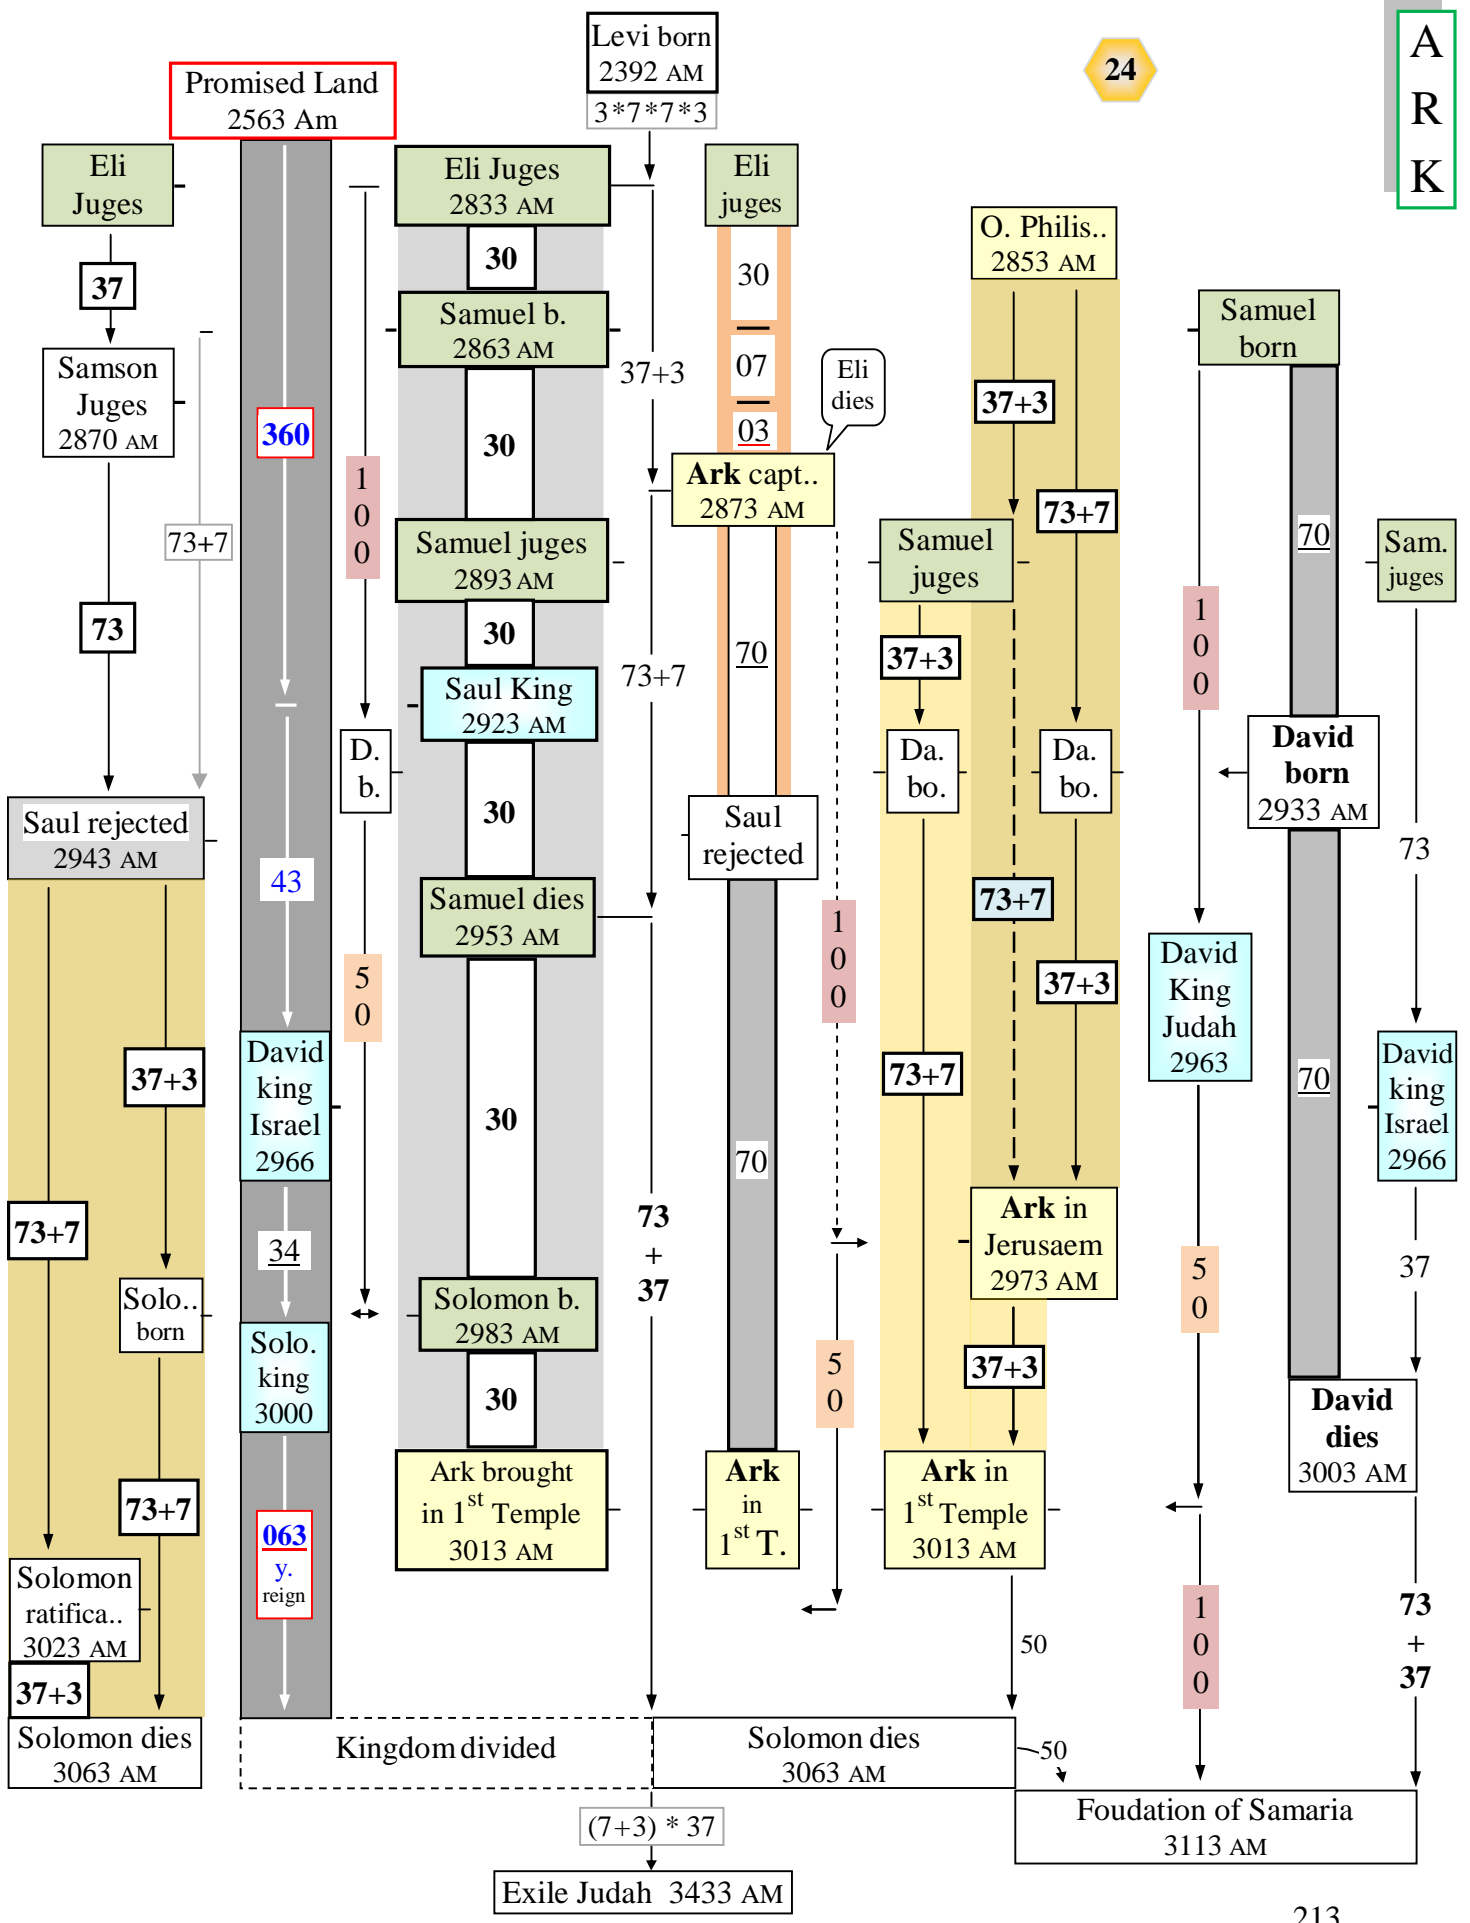 Levi born
2392 AM
3*7*7*3
24
A
R
K
Promised Land
2563 Am
Eli
Juges
37
Samson
Juges
2870 AM
73+7
73
Saul rejected
2943 AM
37+3
73+7
Solo..
born
73+7
Solomon
ratifica..
3023 AM
37+3
Solomon dies
3063 AM
360
43
David
king
Israel
2966
34
Solo.
king
3000
063
y.
reign
1
0
0
D.
b.
5
0
Eli Juges
2833 AM
30
Samuel b.
2863 AM
30
Samuel juges
2893 AM
30
Saul King
2923 AM
30
Samuel dies
2953 AM
30
Solomon b.
2983 AM
30
Ark brought
in 1st Temple
3013 AM
37+3
73+7
73
+
37
Eli
juges
30
07
03
Eli
dies
Ark capt..
2873 AM
70
Saul
rejected
70
Ark
in
1st T.
1
0
0
5
0
O. Philis..
2853 AM
37+3
73+7
Samuel
juges
37+3
Da.
bo.
Da.
bo.
73+7
37+3
73+7
Ark in
Jerusaem
2973 AM
37+3
Ark in
1st Temple
3013 AM
50
Samuel
born
70
1
0
0
David
born
2933 AM
David
King
Judah
2963
70
5
0
David
dies
3003 AM
1
0
0
Sam.
juges
73
David
king
Israel
2966
37
73
+
37
Kingdom divided
Solomon dies
3063 AM
50
Foudation of Samaria
3113 AM
(7+3) * 37
Exile Judah 3433 AM
213